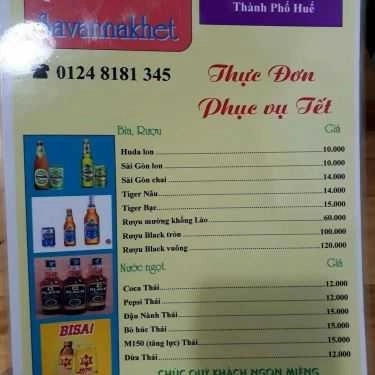 Savannakhet
Thành Phố Huế
☎ 0124 8181 345
Thực Đơn
Phục vụ Tết
Bia, Rượu Giá
Huda lon 10.000
Sài Gòn lon 10.000
Sài Gòn chai 14.000
Tiger Nâu 14.000
Tiger Bạc 15.000
Rượu mường khổng Lào 60.000
Rượu Black tròn 100.000
Rượu Black vuông 120.000
Nước ngọt Giá
Coca Thái 12.000
Pepsi Thái 12.000
Đậu Nành Thái 15.000
Bò húc Thái 15.000
M150 (tăng lực) Thái 15.000
Dừa Thái 12.000
BISA!
CHÚC QUÝ KHÁCH NGON MIỆNG